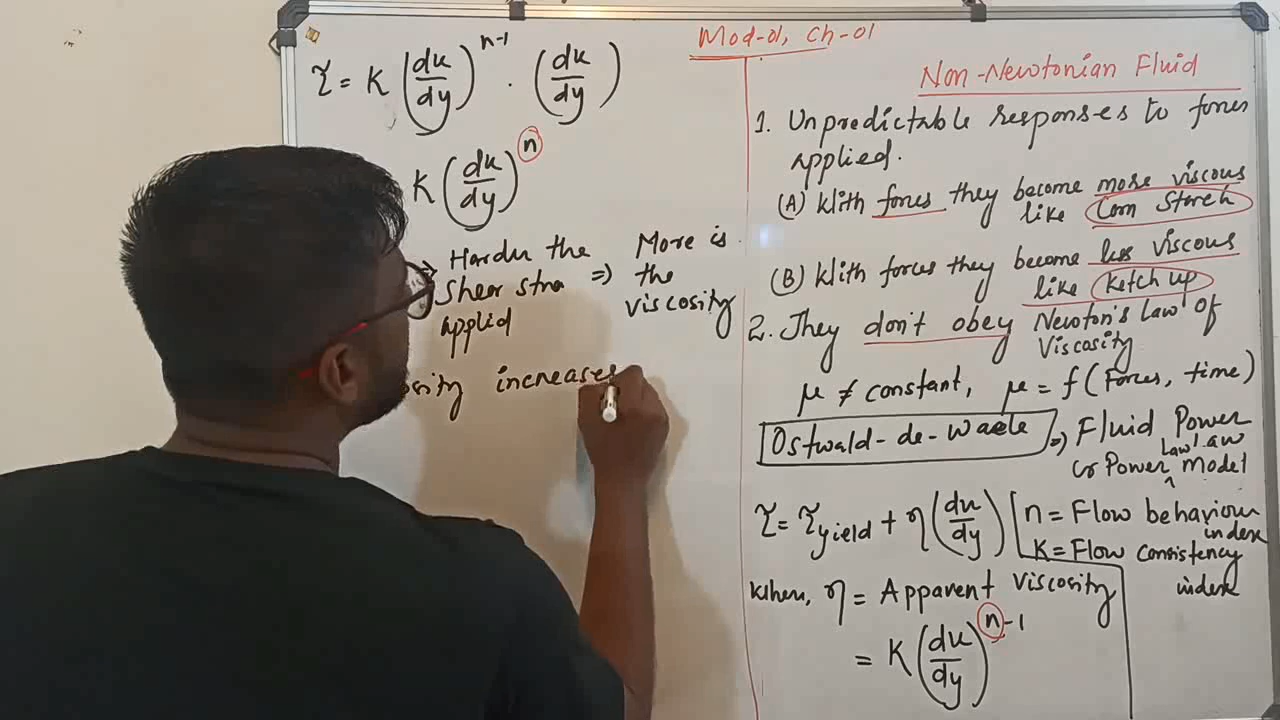 Mod-01, Ch-01
τ = K (du/dy)^n-1 . (du/dy)
K (du/dy)^n
→ Harder the
shear stra
applid
⇒ More is
the
viscosity
osity increases
Non-Newtonian Fluid
1. Unpredictable responses to forces
applied.
(A) With forces they become more viscous
like Corn Storch
(B) With forces they become less viscous
like Ketch up
2. They don't obey Newton's Law of
Viscosity
μ ≠ constant, μ = f (Forces, time)
Ostwald-de-Waele ⇒ Fluid Power
Law
or Power Law Model
τ = τyield + η (du/dy)
n = Flow behaviour
index
K = Flow consistency
index
When, η = Apparent Viscosity
= K (du/dy)^n-1